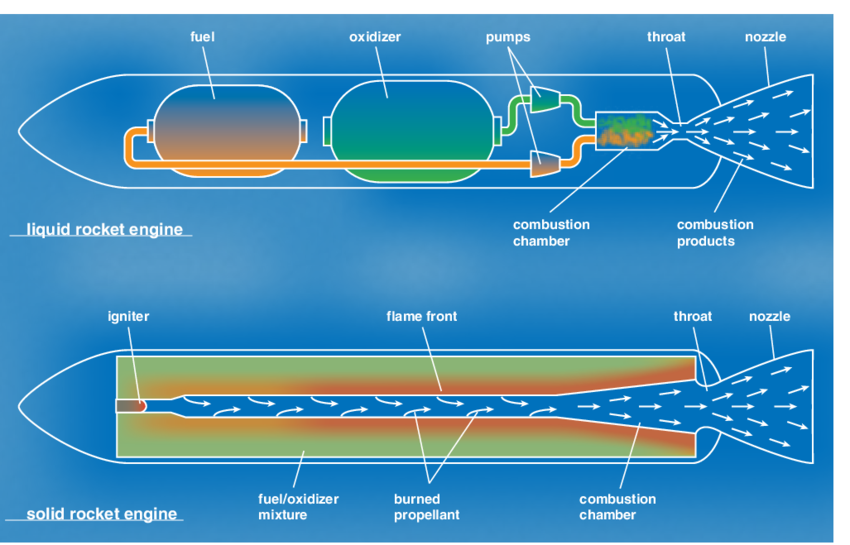 fuel
oxidizer
pumps
throat
nozzle
combustion
chamber
combustion
products
liquid rocket engine
igniter
flame front
throat
nozzle
fuel/oxidizer
mixture
burned
propellant
combustion
chamber
solid rocket engine